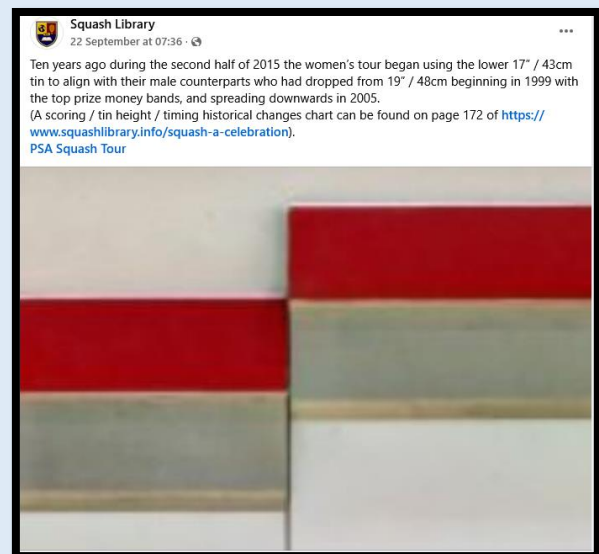 Squash Library
22 September at 07:36 ·
Ten years ago during the second half of 2015 the women's tour began using the lower 17" / 43cm
tin to align with their male counterparts who had dropped from 19" / 48cm beginning in 1999 with
the top prize money bands, and spreading downwards in 2005.
(A scoring / tin height / timing historical changes chart can be found on page 172 of https://
www.squashlibrary.info/squash-a-celebration).
PSA Squash Tour